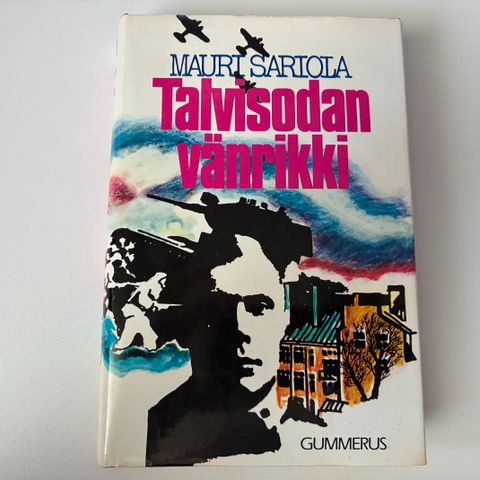 MAURI SARIOLA
Talvisodan
vänrikki
GUMMERUS